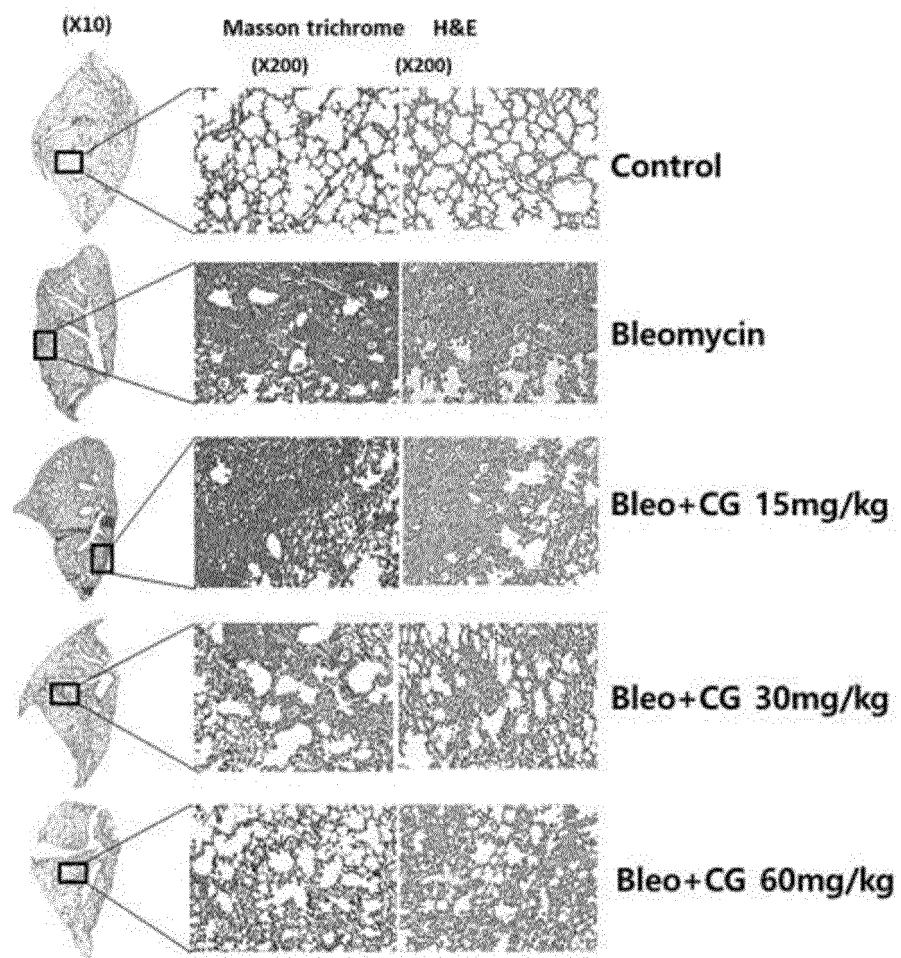 (X10)
Masson trichrome H&E
(X200) (X200)
Control
Bleomycin
Bleo+CG 15mg/kg
Bleo+CG 30mg/kg
Bleo+CG 60mg/kg